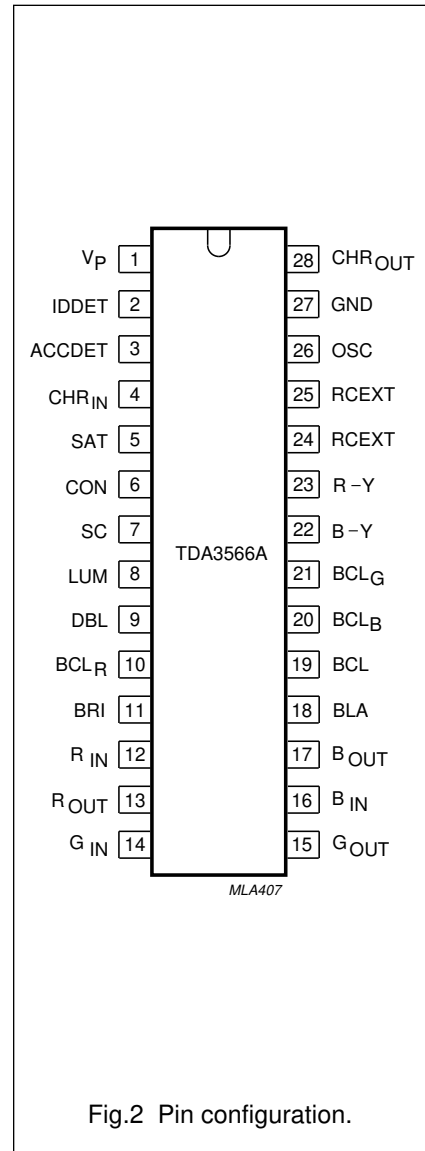 VP 1 28 CHROUT
IDDET 2 27 GND
ACCDET 3 26 OSC
CHRIN 4 25 RCEXT
SAT 5 24 RCEXT
CON 6 23 R−Y
SC 7 22 B−Y
TDA3566A
LUM 8 21 BCLG
DBL 9 20 BCLB
BCLR 10 19 BCL
BRI 11 18 BLA
R IN 12 17 BOUT
ROUT 13 16 B IN
G IN 14 15 GOUT
MLA407
Fig.2 Pin configuration.